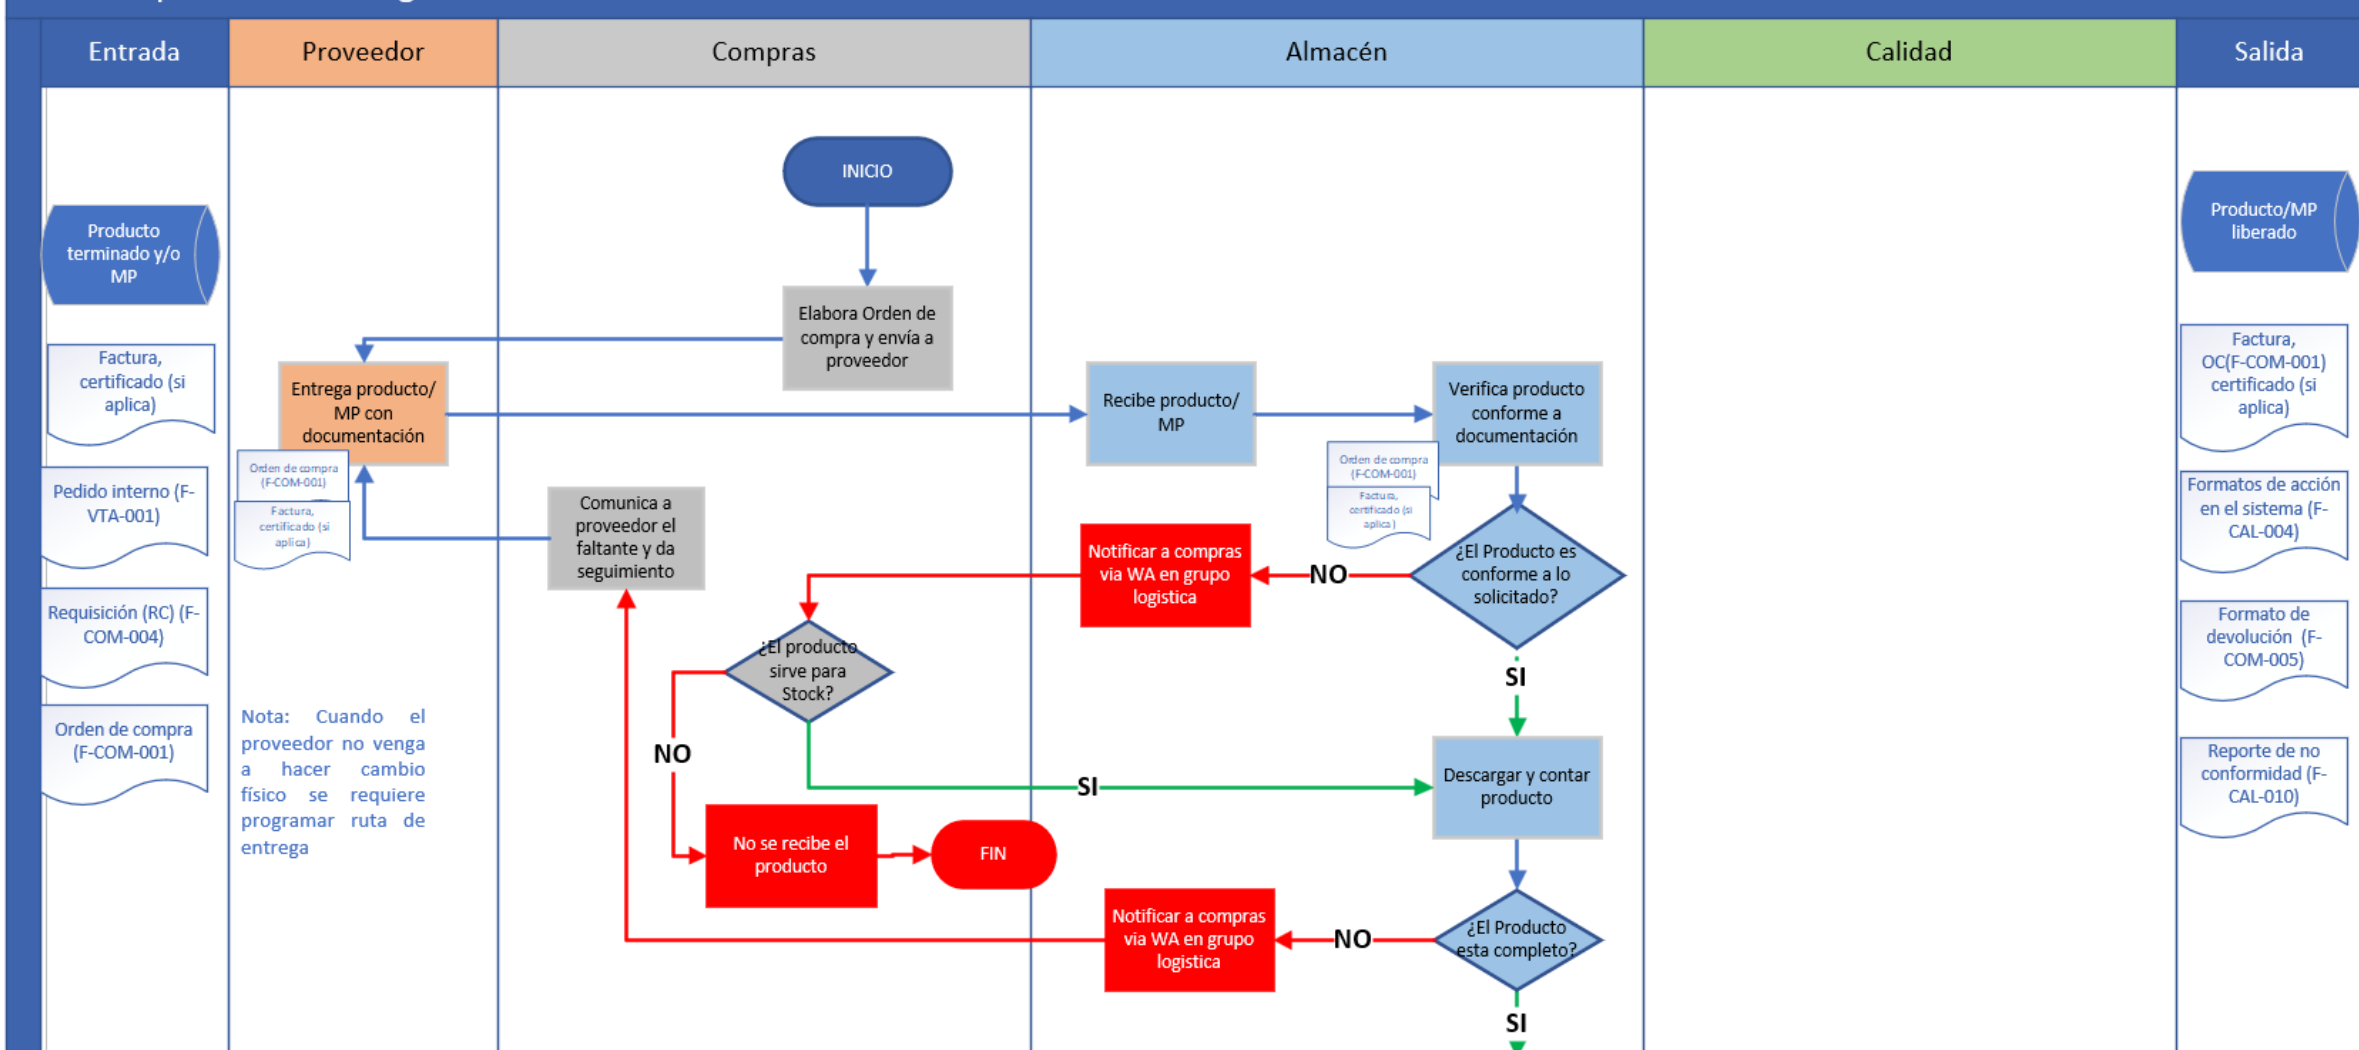 Entrada
Proveedor
Compras
Almacén
Calidad
Salida
INICIO
Producto
terminado y/o
MP
Producto/MP
liberado
Elabora Orden de
compra y envía a
proveedor
Factura,
certificado (si
aplica)
Entrega producto/
MP con
documentación
Recibe producto/
MP
Verifica producto
conforme a
documentación
Factura,
OC(F-COM-001)
certificado (si
aplica)
Orden de compra
(F-COM-001)
Factura,
certificado (si
aplica)
Orden de compra
(F-COM-001)
Factura,
certificado (si
aplica)
Pedido interno (F-
VTA-001)
Comunica a
proveedor el
faltante y da
seguimiento
Notificar a compras
via WA en grupo
logistica
NO
¿El Producto es
conforme a lo
solicitado?
Formatos de acción
en el sistema (F-
CAL-004)
Requisición (RC) (F-
COM-004)
¿El producto
sirve para
Stock?
SI
Formato de
devolución (F-
COM-005)
Orden de compra
(F-COM-001)
Nota: Cuando el
proveedor no venga
a hacer cambio
físico se requiere
programar ruta de
entrega
NO
SI
Descargar y contar
producto
Reporte de no
conformidad (F-
CAL-010)
No se recibe el
producto
FIN
Notificar a compras
via WA en grupo
logistica
NO
¿El Producto
esta completo?
SI